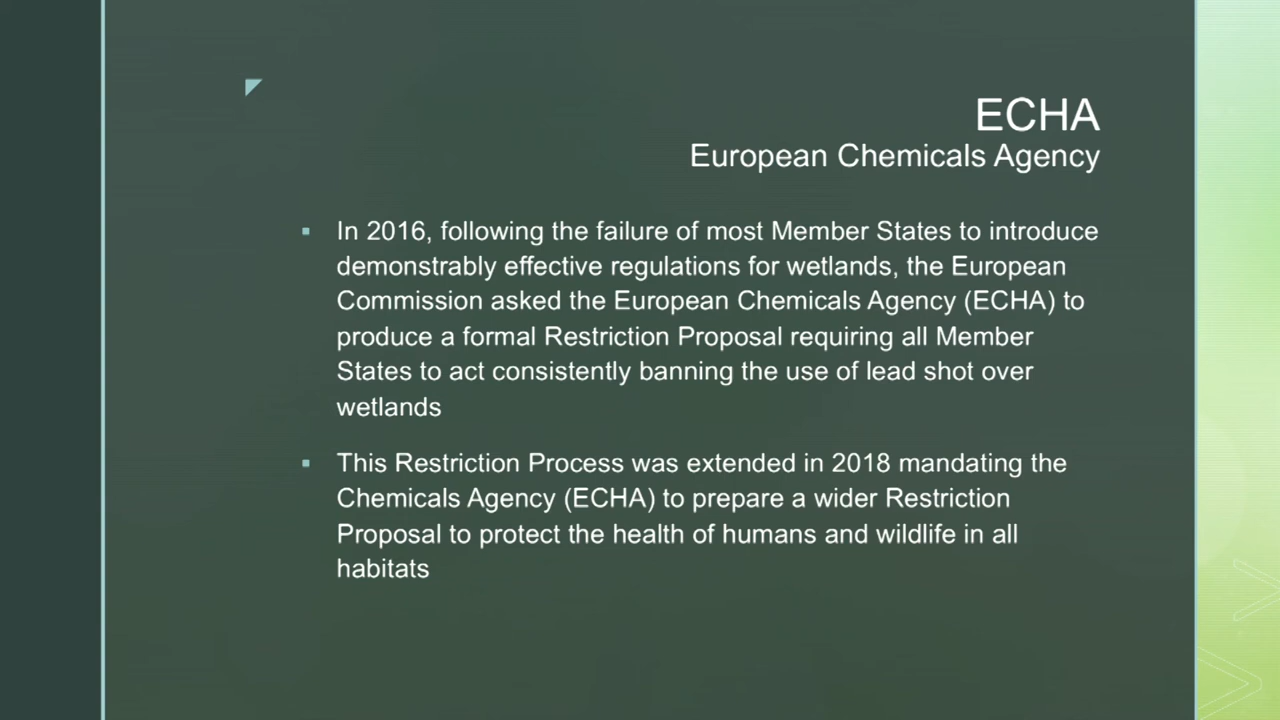 ECHA
European Chemicals Agency
▪ In 2016, following the failure of most Member States to introduce
demonstrably effective regulations for wetlands, the European
Commission asked the European Chemicals Agency (ECHA) to
produce a formal Restriction Proposal requiring all Member
States to act consistently banning the use of lead shot over
wetlands
▪ This Restriction Process was extended in 2018 mandating the
Chemicals Agency (ECHA) to prepare a wider Restriction
Proposal to protect the health of humans and wildlife in all
habitats